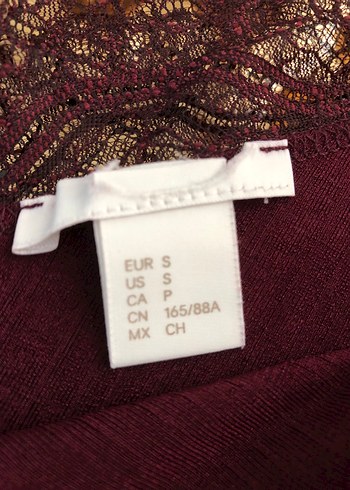 EUR S
US S
CA P
CN 165/88A
MX CH